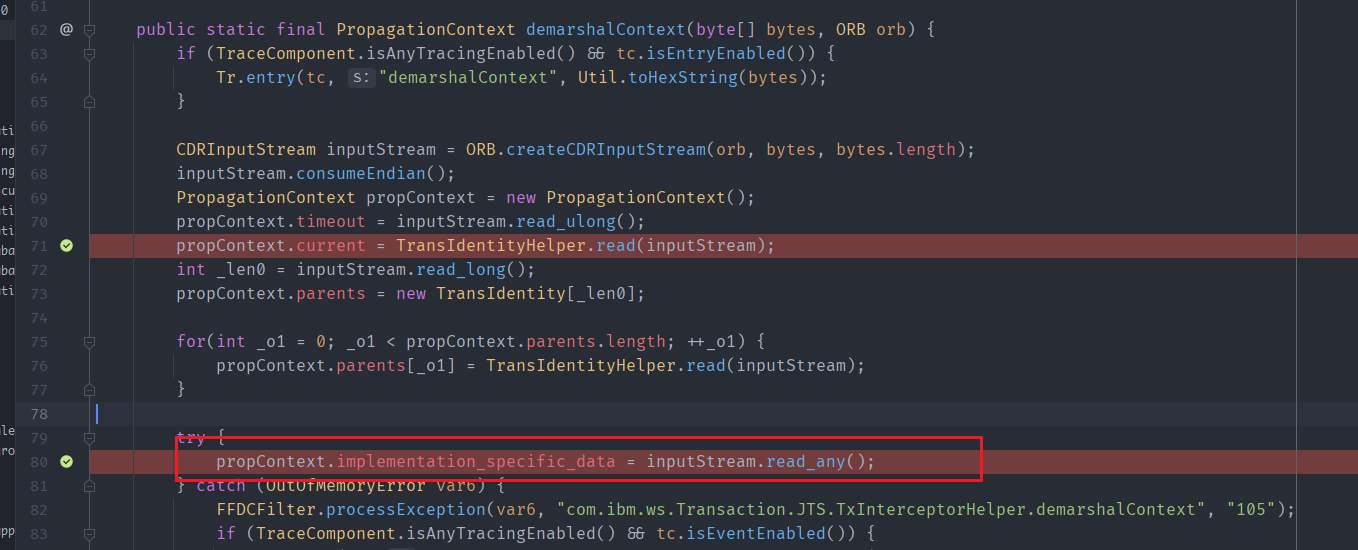 0
61
62 @ public static final PropagationContext demarshalContext(byte[] bytes, ORB orb) {
63 if (TraceComponent.isAnyTracingEnabled() && tc.isEntryEnabled()) {
64 Tr.entry(tc, s: "demarshalContext", Util.toHexString(bytes));
65 }
66
67 CDRInputStream inputStream = ORB.createCDRInputStream(orb, bytes, bytes.length);
68 inputStream.consumeEndian();
69 PropagationContext propContext = new PropagationContext();
70 propContext.timeout = inputStream.read_ulong();
71 propContext.current = TransIdentityHelper.read(inputStream);
72 int _len0 = inputStream.read_long();
73 propContext.parents = new TransIdentity[_len0];
74
75 for(int _o1 = 0; _o1 < propContext.parents.length; ++_o1) {
76 propContext.parents[_o1] = TransIdentityHelper.read(inputStream);
77 }
78
79 try {
80 propContext.implementation_specific_data = inputStream.read_any();
81 } catch (OutOfMemoryError var6) {
82 FFDCFilter.processException(var6, "com.ibm.ws.Transaction.JTS.TxInterceptorHelper.demarshalContext", "105");
83 if (TraceComponent.isAnyTracingEnabled() && tc.isEventEnabled()) {